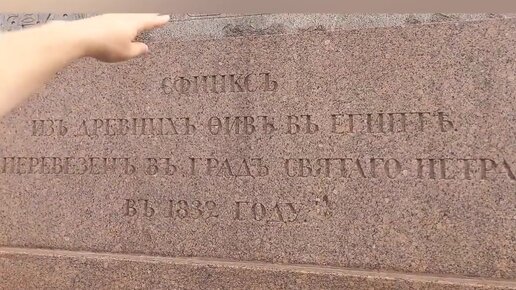 СФИНКСЪ
ИЗЪ ДРЕВНИХЪ ѲИВЪ ВЪ ЕГИПТѢ.
ПЕРЕВЕЗЕНЪ ВЪ ГРАДЪ СВЯТАГО ПЕТРА
ВЪ 1832 ГОДУ.